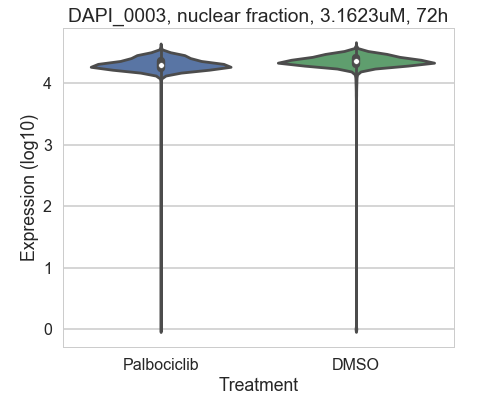 DAPI_0003, nuclear fraction, 3.1623uM, 72h
Expression (log10)
4
3
2
1
0
Palbociclib
DMSO
Treatment